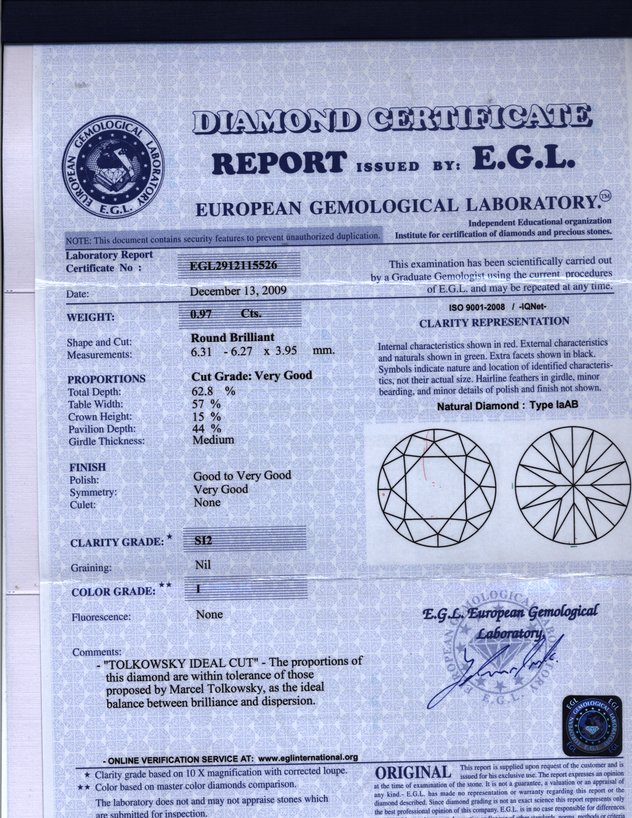 DIAMOND CERTIFICATE
REPORT ISSUED BY: E.G.L.
EUROPEAN GEMOLOGICAL LABORATORY.™
EUROPEAN GEMOLOGICAL LABORATORY
E.G.L.
Independent Educational organization
Institute for certification of diamonds and precious stones.
NOTE: This document contains security features to prevent unauthorized duplication.
Laboratory Report
Certificate No : EGL2912115526
Date: December 13, 2009
This examination has been scientifically carried out
by a Graduate Gemologist using the current procedures
of E.G.L. and may be repeated at any time.
WEIGHT: 0.97 Cts.
Shape and Cut: Round Brilliant
Measurements: 6.31 - 6.27 x 3.95 mm.
PROPORTIONS Cut Grade: Very Good
Total Depth: 62.8 %
Table Width: 57 %
Crown Height: 15 %
Pavilion Depth: 44 %
Girdle Thickness: Medium
FINISH
Polish: Good to Very Good
Symmetry: Very Good
Culet: None
CLARITY GRADE: * SI2
Graining: Nil
COLOR GRADE: ** I
Fluorescence: None
Comments:
- "TOLKOWSKY IDEAL CUT" - The proportions of
this diamond are within tolerance of those
proposed by Marcel Tolkowsky, as the ideal
balance between brilliance and dispersion.
ISO 9001-2008 / -IQNet-
CLARITY REPRESENTATION
Internal characteristics shown in red. External characteristics
and naturals shown in green. Extra facets shown in black.
Symbols indicate nature and location of identified characteris-
tics, not their actual size. Hairline feathers in girdle, minor
bearding, and minor details of polish and finish not shown.
Natural Diamond : Type IaAB
E.G.L. European Gemological
Laboratory.
EUROPEAN GEMOLOGICAL LABORATORY
E.G.L.
- ONLINE VERIFICATION SERVICE AT: www.eglinternational.org
* Clarity grade based on 10 X magnification with corrected loupe.
** Color based on master color diamonds comparison.
The laboratory does not and may not appraise stones which
are submitted for inspection.
ORIGINAL This report is supplied upon request of the customer and is
issued for his exclusive use. The report expresses an opinion
at the time of examination of the stone. It is not a guarantee, a valuation or an appraisal of
any kind.- E.G.L. has made no representation or warranty regarding this report or the
diamond described. Since diamond grading is not an exact science this report represents only
the best professional opinion of this company. E.G.L. is in no case responsible for differences